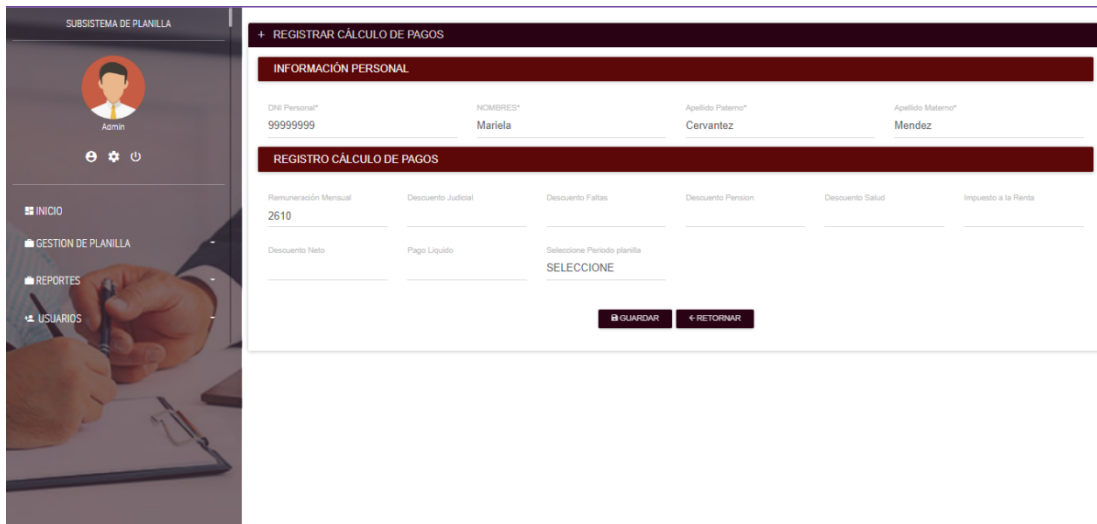 SUBSISTEMA DE PLANILLA
Admin
INICIO
GESTION DE PLANILLA
REPORTES
USUARIOS
+ REGISTRAR CÁLCULO DE PAGOS
INFORMACIÓN PERSONAL
DNI Personal* NOMBRES* Apellido Paterno* Apellido Materno*
99999999 Mariela Cervantez Mendez
REGISTRO CÁLCULO DE PAGOS
Remuneración Mensual Descuento Judicial Descuento Faltas Descuento Pension Descuento Salud Impuesto a la Renta
2610
Descuento Neto Pago Liquido Seleccione Periodo planilla
SELECCIONE
GUARDAR RETORNAR